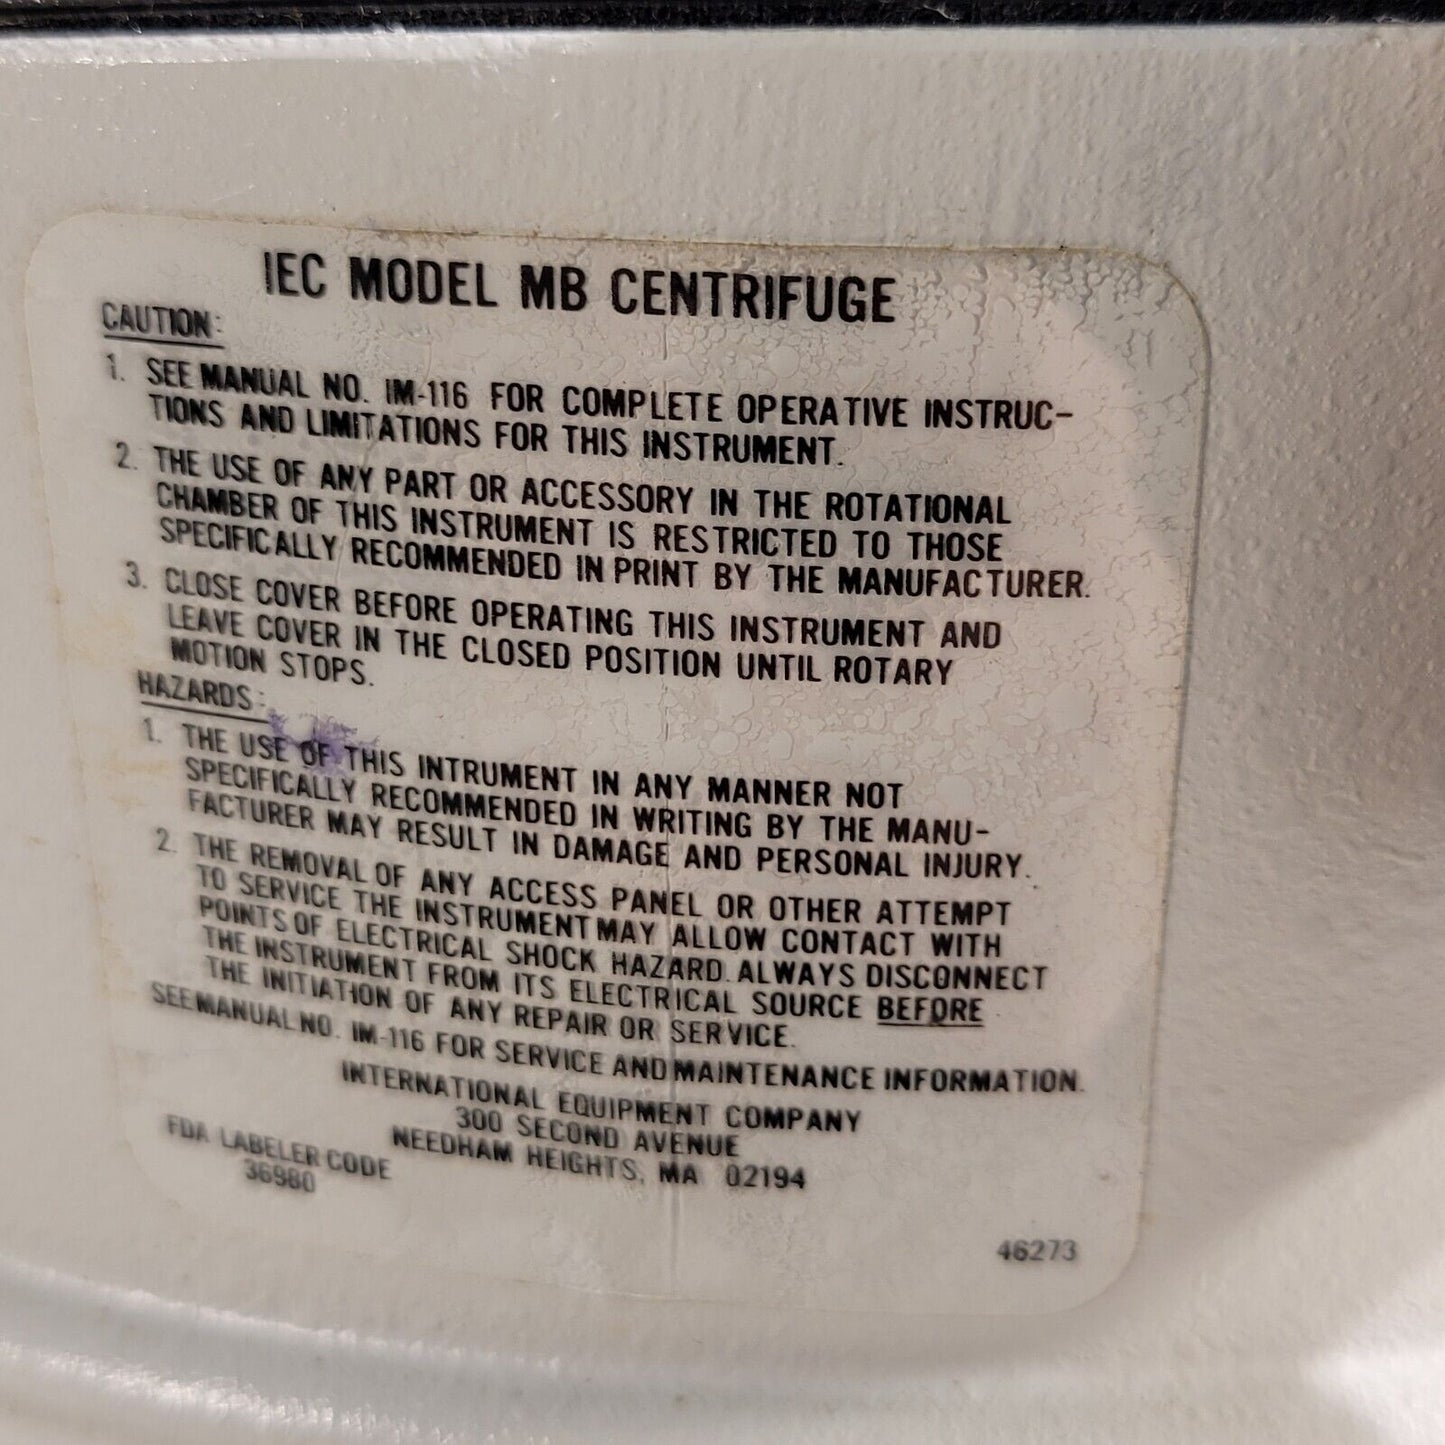 IEC MODEL MB CENTRIFUGE
CAUTION:
1. SEE MANUAL NO. IM-116 FOR COMPLETE OPERATIVE INSTRUC-
TIONS AND LIMITATIONS FOR THIS INSTRUMENT.
2. THE USE OF ANY PART OR ACCESSORY IN THE ROTATIONAL
CHAMBER OF THIS INSTRUMENT IS RESTRICTED TO THOSE
SPECIFICALLY RECOMMENDED IN PRINT BY THE MANUFACTURER.
3. CLOSE COVER BEFORE OPERATING THIS INSTRUMENT AND
LEAVE COVER IN THE CLOSED POSITION UNTIL ROTARY
MOTION STOPS.
HAZARDS:
1. THE USE OF THIS INTRUMENT IN ANY MANNER NOT
SPECIFICALLY RECOMMENDED IN WRITING BY THE MANU-
FACTURER MAY RESULT IN DAMAGE AND PERSONAL INJURY.
2. THE REMOVAL OF ANY ACCESS PANEL OR OTHER ATTEMPT
TO SERVICE THE INSTRUMENT MAY ALLOW CONTACT WITH
POINTS OF ELECTRICAL SHOCK HAZARD. ALWAYS DISCONNECT
THE INSTRUMENT FROM ITS ELECTRICAL SOURCE BEFORE
THE INITIATION OF ANY REPAIR OR SERVICE.
SEE MANUAL NO. IM-116 FOR SERVICE AND MAINTENANCE INFORMATION.
INTERNATIONAL EQUIPMENT COMPANY
300 SECOND AVENUE
NEEDHAM HEIGHTS, MA 02194
FDA LABELER CODE
36980
46273